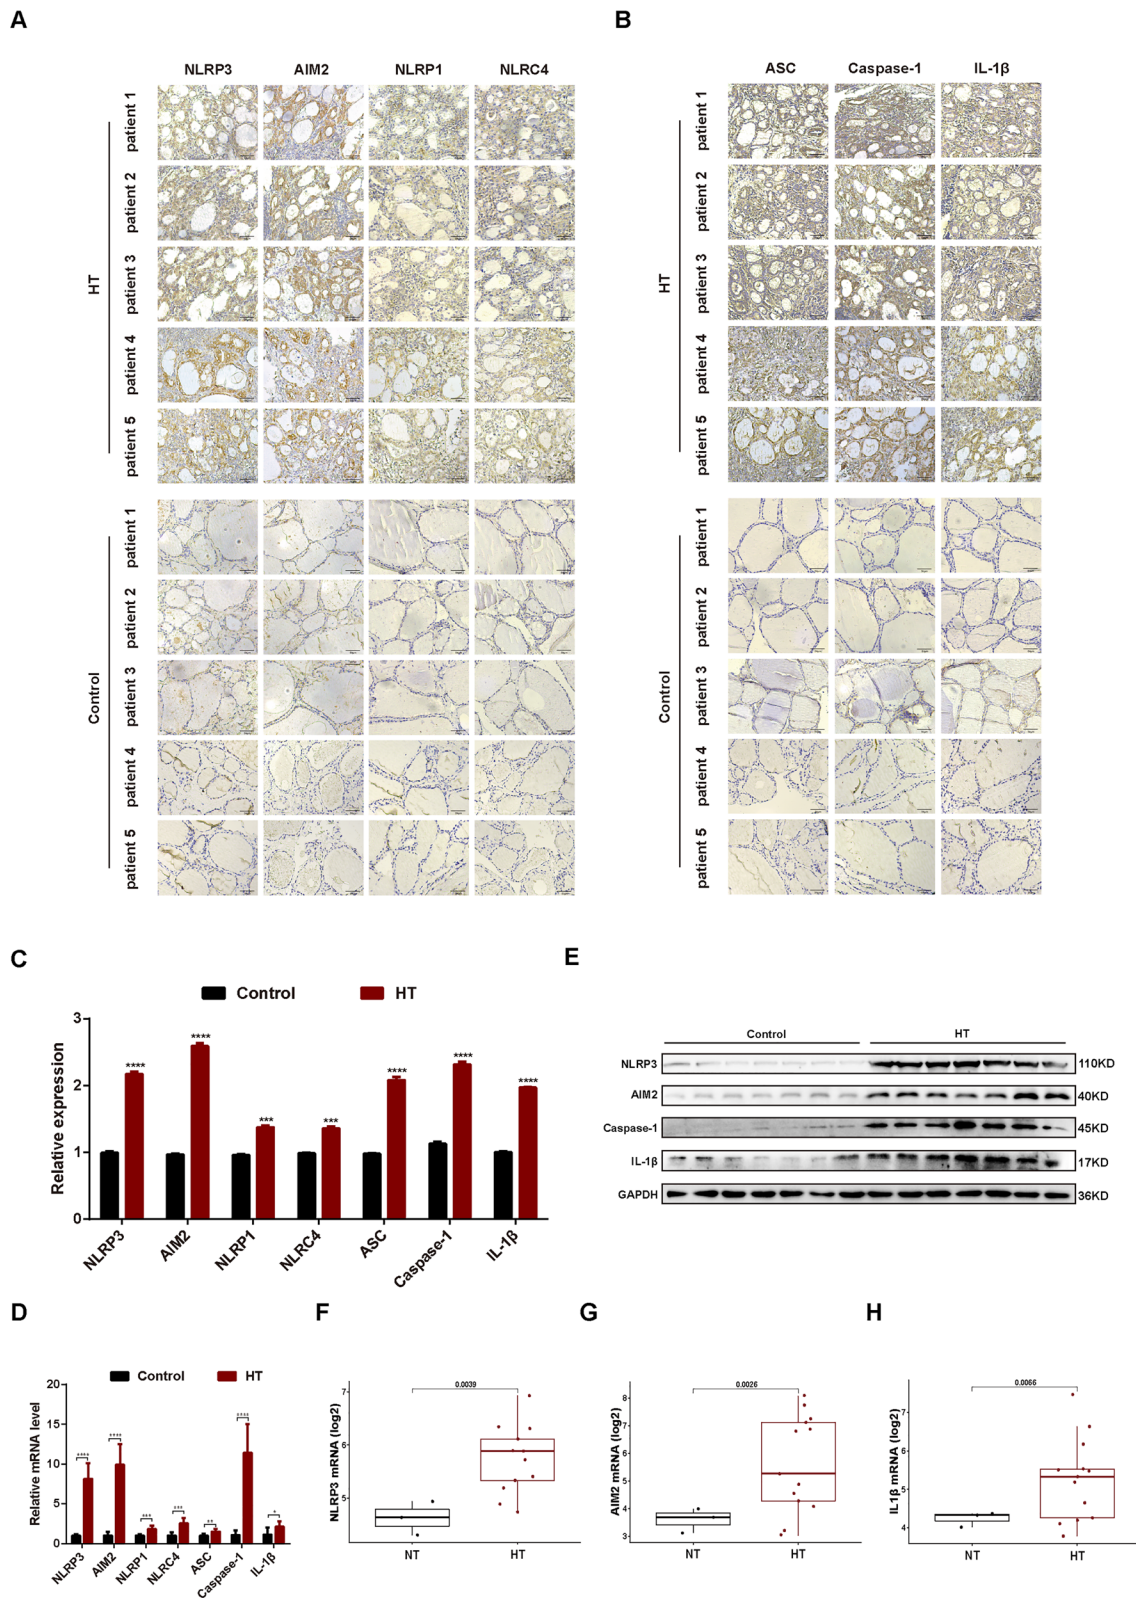 A
B
NLRP3 AIM2 NLRP1 NLRC4
ASC Caspase-1 IL-1β
HT
patient 1
patient 2
patient 3
patient 4
patient 5
Control
patient 1
patient 2
patient 3
patient 4
patient 5
HT
patient 1
patient 2
patient 3
patient 4
patient 5
Control
patient 1
patient 2
patient 3
patient 4
patient 5
C
Control HT
Relative expression
3
2
1
0
**** **** *** *** **** **** ****
NLRP3 AIM2 NLRP1 NLRC4 ASC Caspase-1 IL-1β
E
Control HT
NLRP3 110KD
AIM2 40KD
Caspase-1 45KD
IL-1β 17KD
GAPDH 36KD
D
Control HT
Relative mRNA level
20
15
10
5
0
**** **** *** *** ** **** *
NLRP3 AIM2 NLRP1 NLRC4 ASC Caspase-1 IL-1β
F
0.0039
NLRP3 mRNA (log2)
7
6
5
NT HT
G
0.0026
AIM2 mRNA (log2)
8
7
6
5
4
3
NT HT
H
0.0066
IL1β mRNA (log2)
7
6
5
4
NT HT